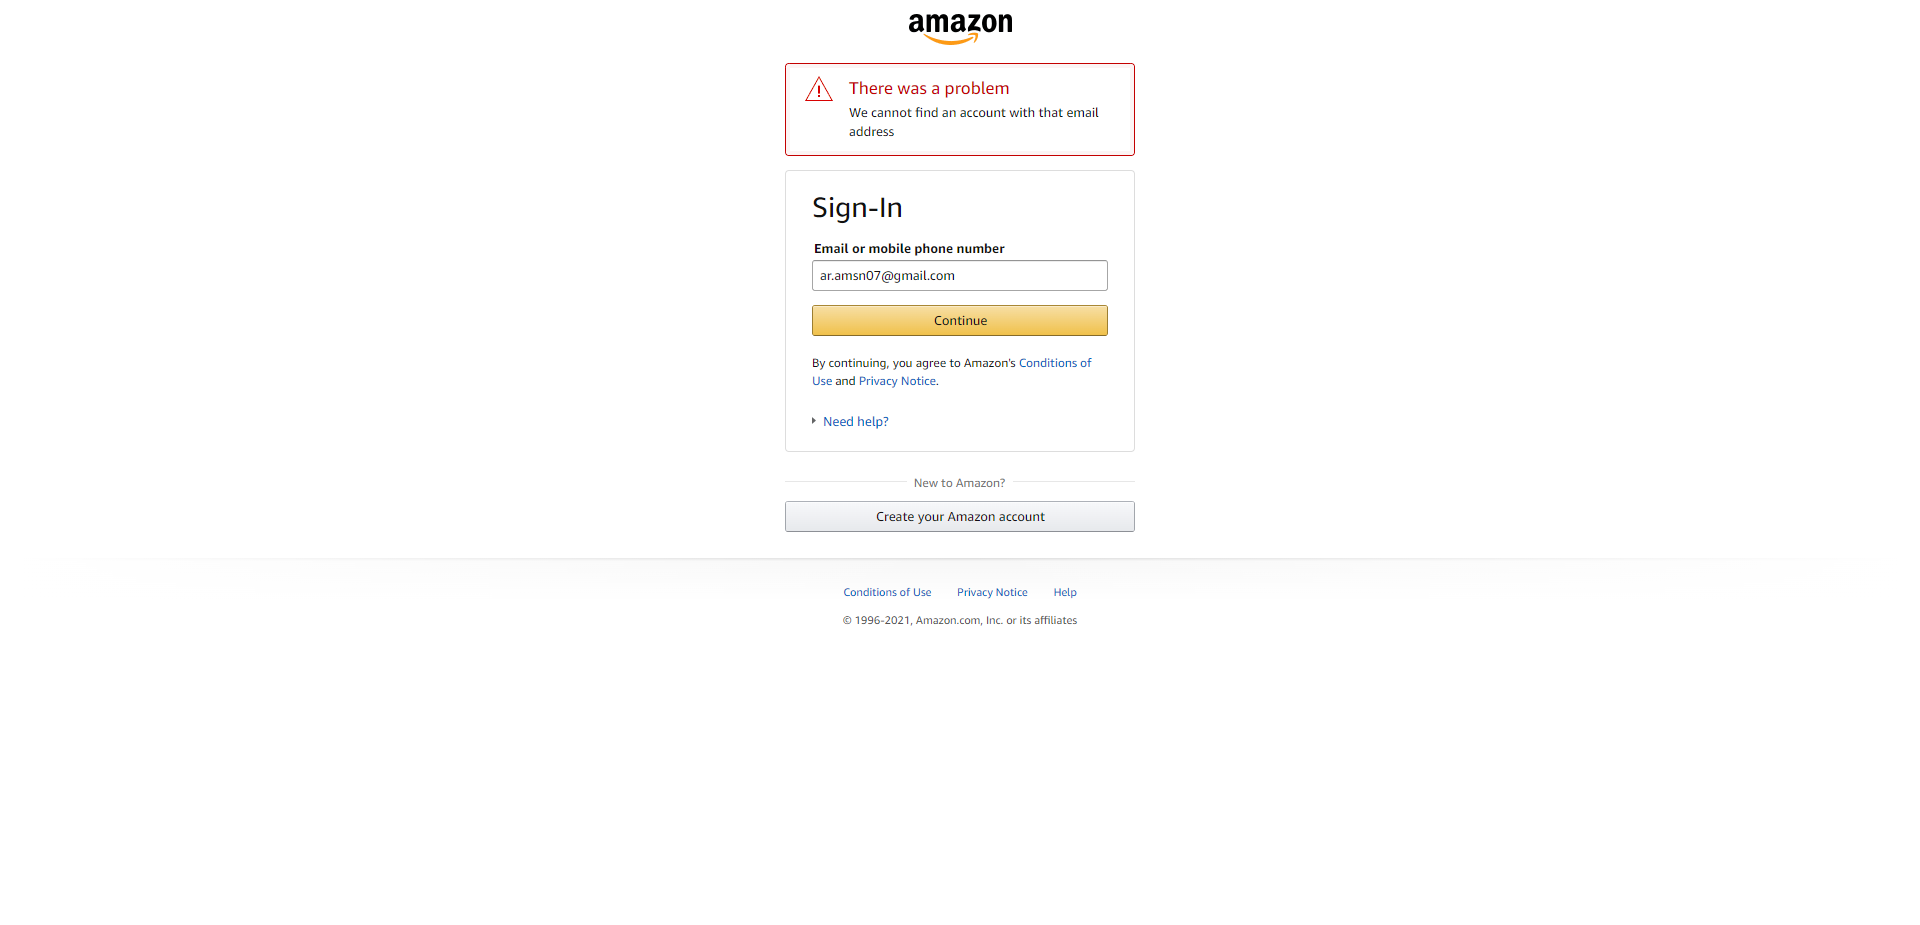 amazon
There was a problem
We cannot find an account with that email
address
Sign-In
Email or mobile phone number
ar.amsn07@gmail.com
Continue
By continuing, you agree to Amazon's Conditions of
Use and Privacy Notice.
Need help?
New to Amazon?
Create your Amazon account
Conditions of Use Privacy Notice Help
© 1996-2021, Amazon.com, Inc. or its affiliates